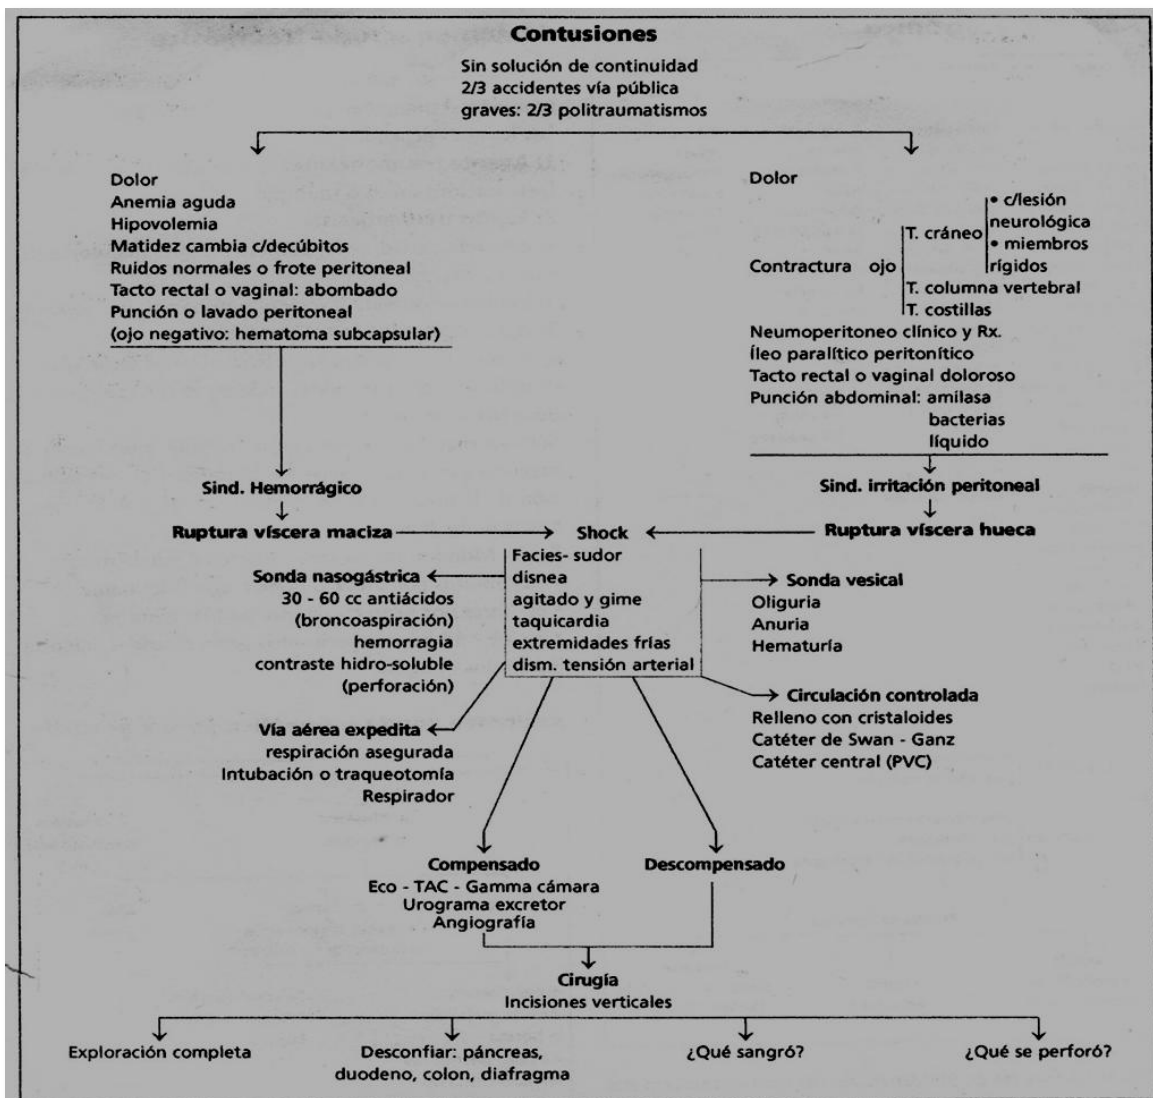 Contusiones
Sin solución de continuidad
2/3 accidentes vía pública
graves: 2/3 politraumatismos
Dolor
Anemia aguda
Hipovolemia
Matidez cambia c/decúbitos
Ruidos normales o frote peritoneal
Tacto rectal o vaginal: abombado
Punción o lavado peritoneal
(ojo negativo: hematoma subcapsular)
Sind. Hemorrágico
Ruptura víscera maciza
Dolor
Contractura ojo
T. cráneo
• c/lesión
neurológica
• miembros
rígidos
T. columna vertebral
T. costillas
Neumoperitoneo clínico y Rx.
Íleo paralítico peritonítico
Tacto rectal o vaginal doloroso
Punción abdominal: amilasa
bacterias
líquido
Sind. irritación peritoneal
Ruptura víscera hueca
Shock
Facies- sudor
disnea
agitado y gime
taquicardia
extremidades frías
dism. tensión arterial
Sonda nasogástrica
30 - 60 cc antiácidos
(broncoaspiración)
hemorragia
contraste hidro-soluble
(perforación)
Vía aérea expedita
respiración asegurada
Intubación o traqueotomía
Respirador
Sonda vesical
Oliguria
Anuria
Hematuría
Circulación controlada
Relleno con cristaloides
Catéter de Swan - Ganz
Catéter central (PVC)
Compensado
Eco - TAC - Gamma cámara
Urograma excretor
Angiografía
Descompensado
Cirugía
Incisiones verticales
Exploración completa
Desconfiar: páncreas,
duodeno, colon, diafragma
¿Qué sangró?
¿Qué se perforó?